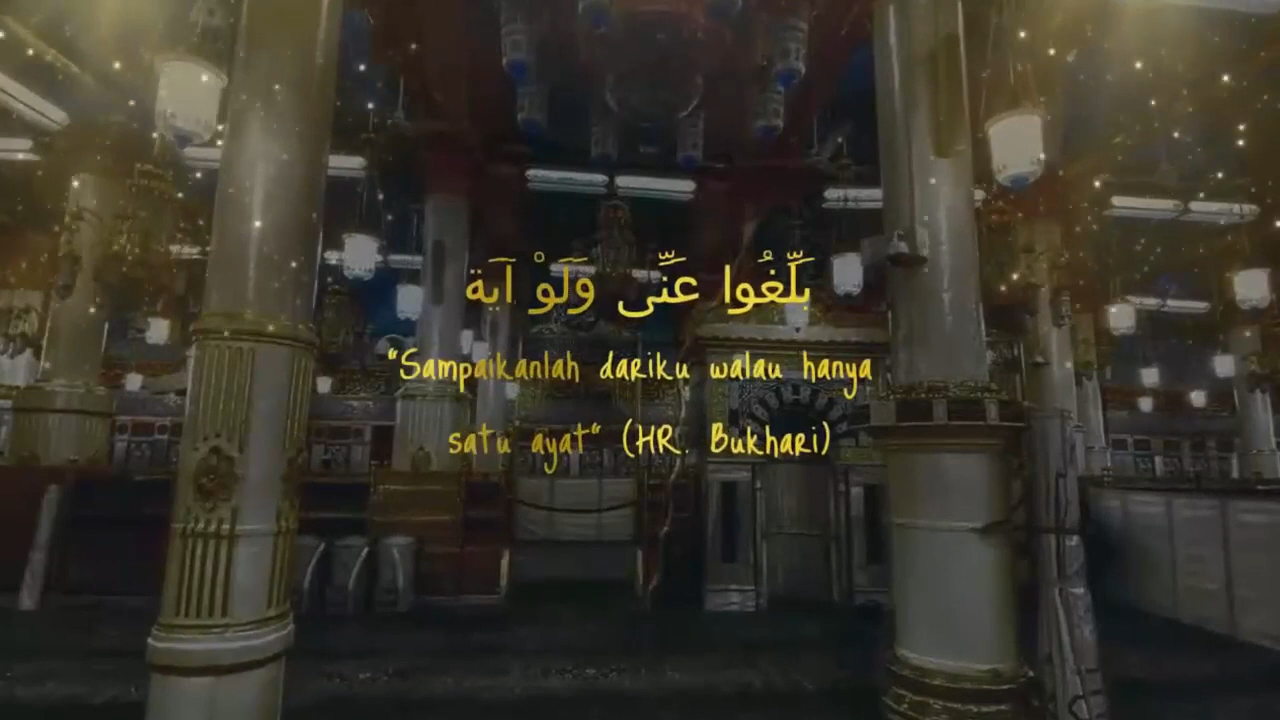 بَلِّغُوا عَنِّى وَلَوْ آيَة
“Sampaikanlah dariku walau hanya
satu ayat“ (HR. Bukhari)